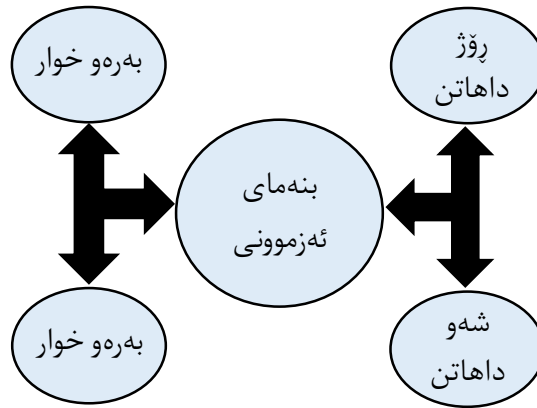 ڕۆژ
داهاتن
بەرەو خوار
بنەمای
ئەزموونی
شەو
داهاتن
بەرەو خوار